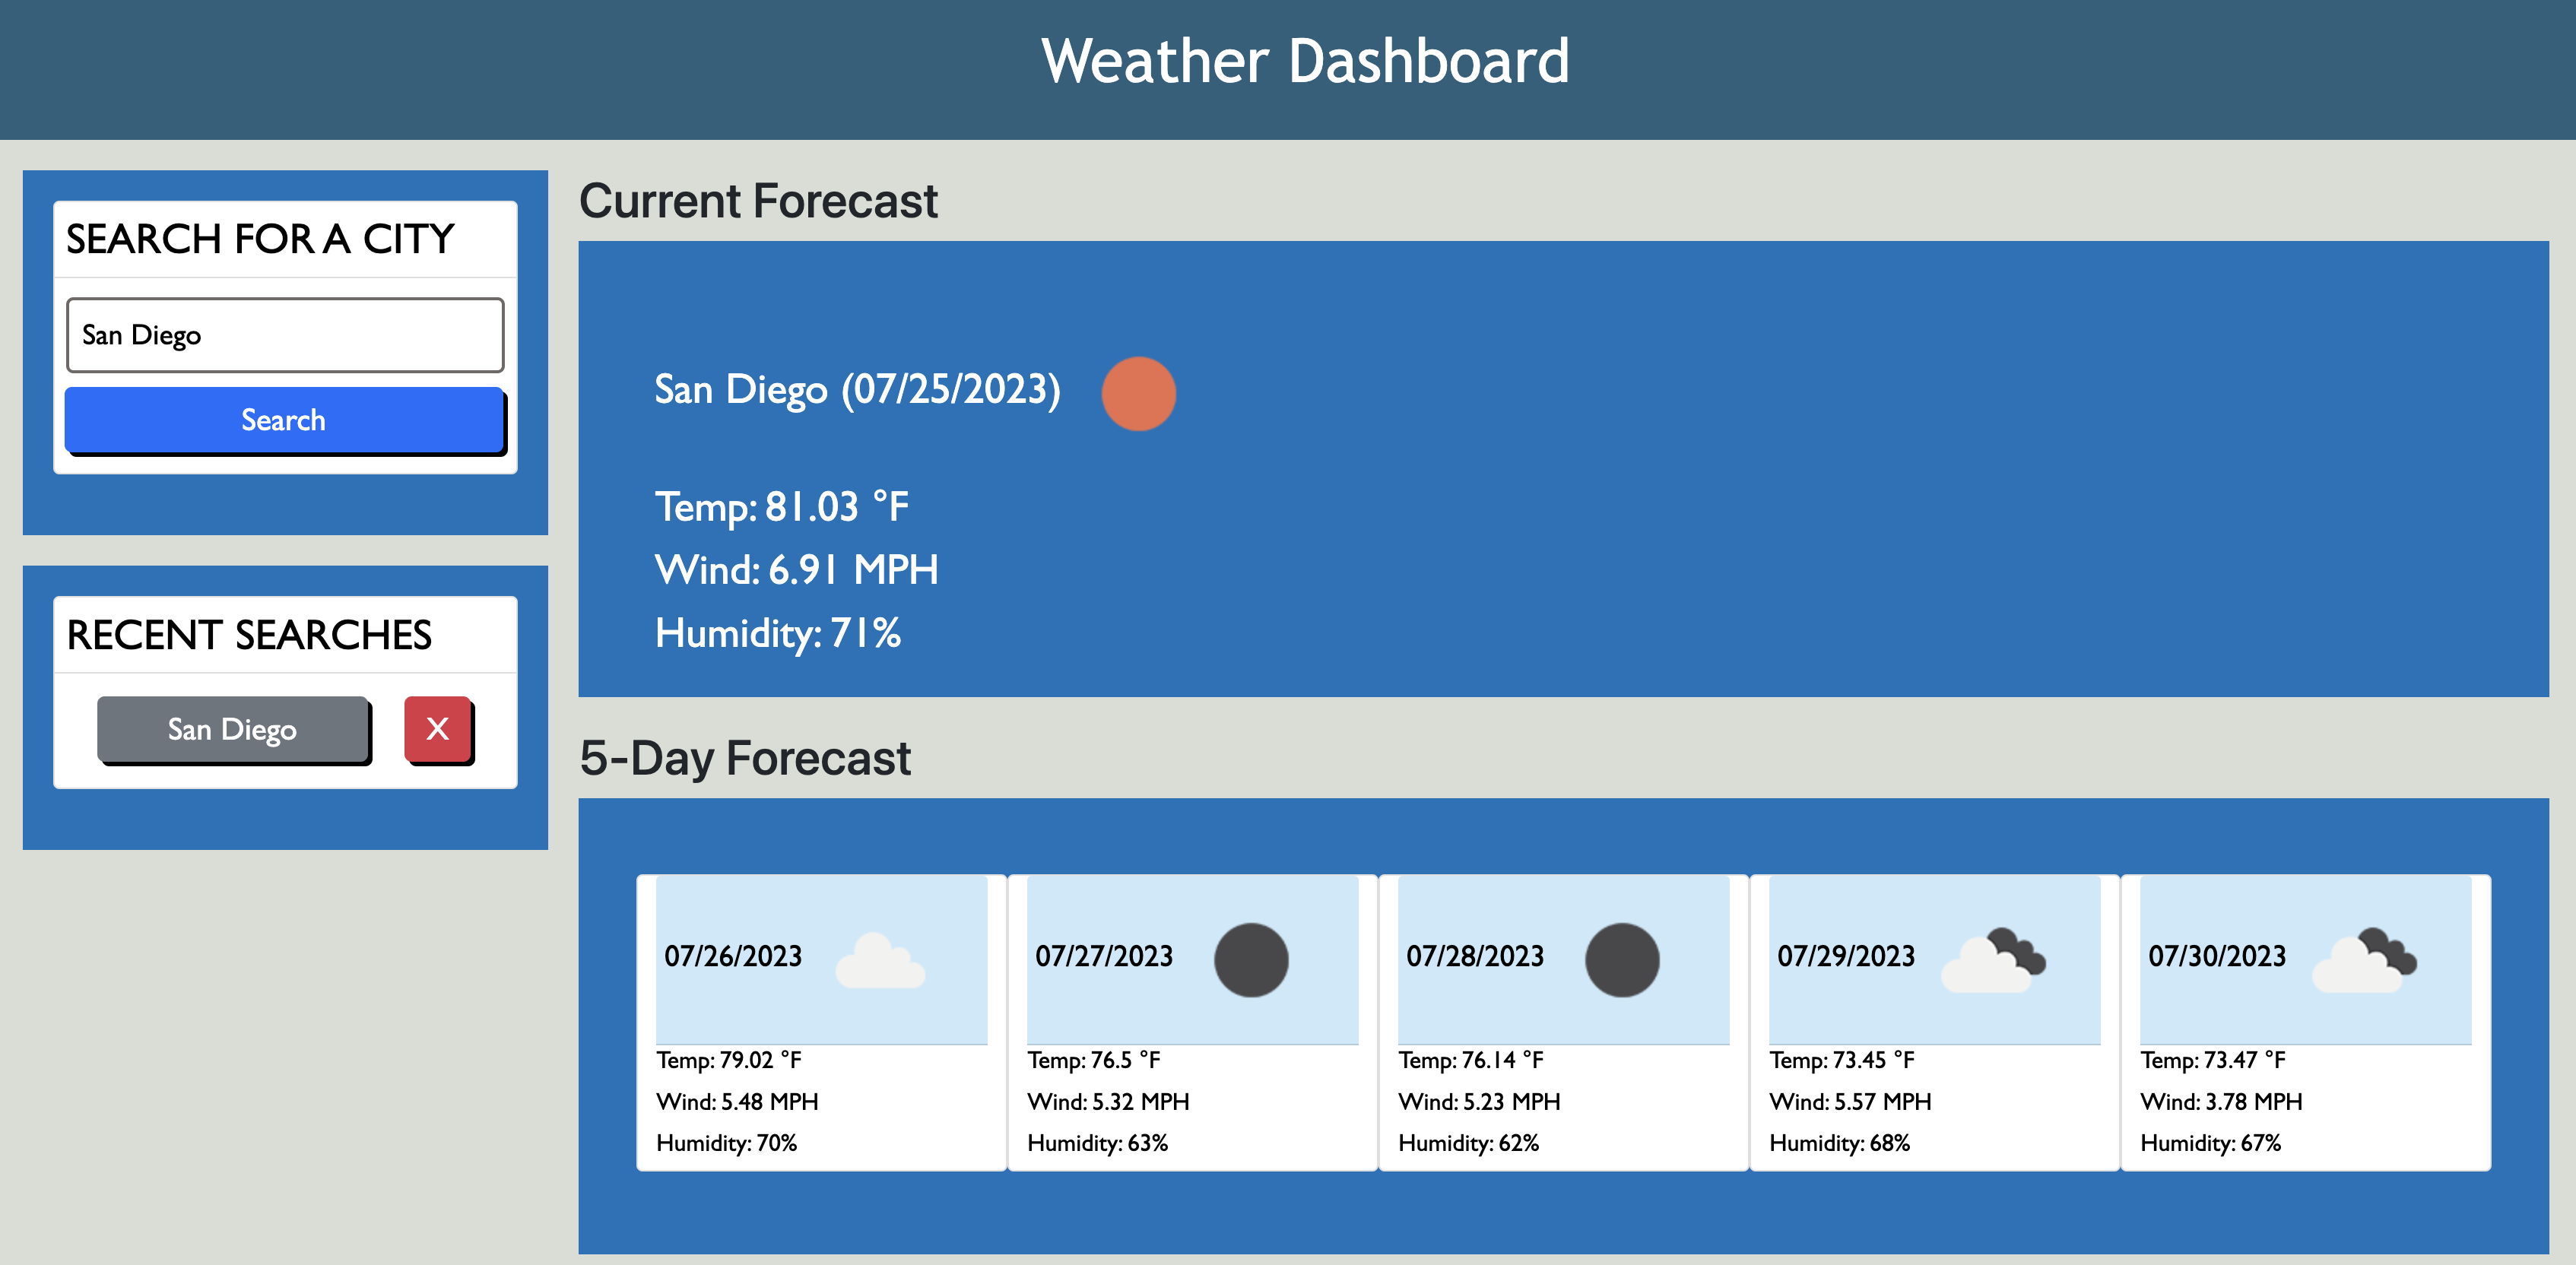 Weather Dashboard
SEARCH FOR A CITY
San Diego
Search
RECENT SEARCHES
San Diego
X
Current Forecast
San Diego (07/25/2023)
Temp: 81.03 °F
Wind: 6.91 MPH
Humidity: 71%
5-Day Forecast
07/26/2023
Temp: 79.02 °F
Wind: 5.48 MPH
Humidity: 70%
07/27/2023
Temp: 76.5 °F
Wind: 5.32 MPH
Humidity: 63%
07/28/2023
Temp: 76.14 °F
Wind: 5.23 MPH
Humidity: 62%
07/29/2023
Temp: 73.45 °F
Wind: 5.57 MPH
Humidity: 68%
07/30/2023
Temp: 73.47 °F
Wind: 3.78 MPH
Humidity: 67%